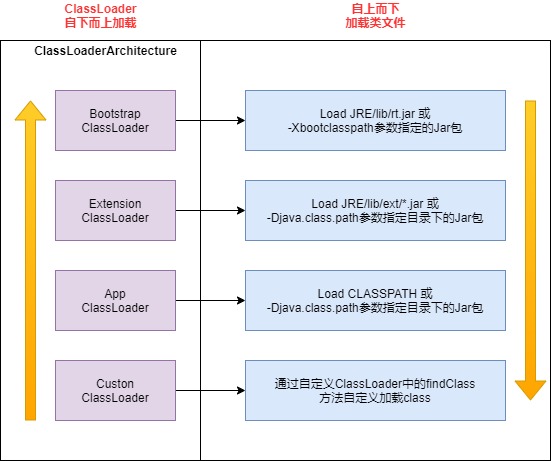 ClassLoader
自下而上加载
自上而下
加载类文件
ClassLoaderArchitecture
Bootstrap
ClassLoader
Load JRE/lib/rt.jar 或
-Xbootclasspath参数指定的Jar包
Extension
ClassLoader
Load JRE/lib/ext/*.jar 或
-Djava.class.path参数指定目录下的Jar包
App
ClassLoader
Load CLASSPATH 或
-Djava.class.path参数指定目录下的Jar包
Custon
ClassLoader
通过自定义ClassLoader中的findClass
方法自定义加载class